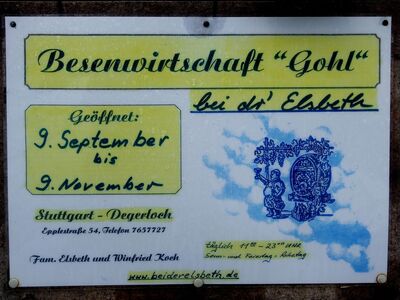 Besenwirtschaft "Gohl"
bei dr' Elsbeth
Geöffnet:
9. September
bis
9. November
Stuttgart - Degerloch
Epplestraße 54, Telefon 7657727
täglich 11⁰⁰ - 23⁰⁰ UHR
Sonn- und Feiertag - Ruhetag
Fam. Elsbeth und Winfried Koch
www.beiderelsbeth.de